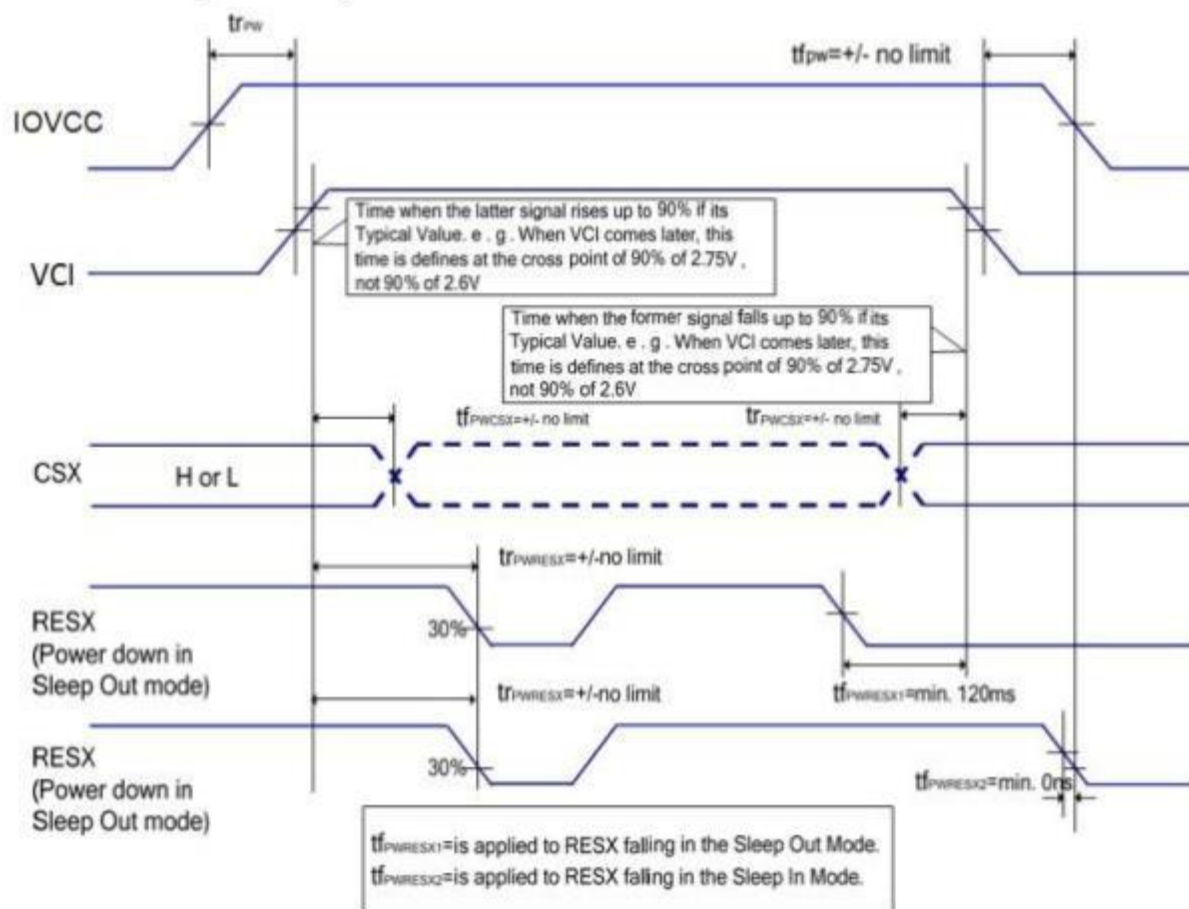 trPW
tfpw=+/- no limit
IOVCC
Time when the latter signal rises up to 90% if its
Typical Value. e . g . When VCI comes later, this
time is defines at the cross point of 90% of 2.75V ,
not 90% of 2.6V
VCI
Time when the former signal falls up to 90% if its
Typical Value. e . g . When VCI comes later, this
time is defines at the cross point of 90% of 2.75V ,
not 90% of 2.6V
tfPWCSX=+/- no limit
trPWCSX=+/- no limit
CSX
H or L
trPWRESX=+/-no limit
RESX
(Power down in
Sleep Out mode)
30%
trPWRESX=+/-no limit
tfPWRESX1=min. 120ms
RESX
(Power down in
Sleep Out mode)
30%
tfPWRESX2=min. 0ns
tfPWRESX1=is applied to RESX falling in the Sleep Out Mode.
tfPWRESX2=is applied to RESX falling in the Sleep In Mode.